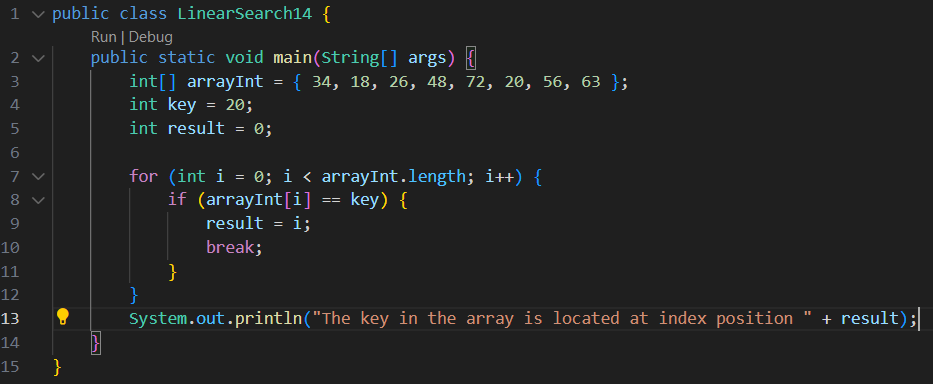 1 public class LinearSearch14 {
Run | Debug
2 public static void main(String[] args) {
3 int[] arrayInt = { 34, 18, 26, 48, 72, 20, 56, 63 };
4 int key = 20;
5 int result = 0;
6
7 for (int i = 0; i < arrayInt.length; i++) {
8 if (arrayInt[i] == key) {
9 result = i;
10 break;
11 }
12 }
13 System.out.println("The key in the array is located at index position " + result);
14 }
15 }